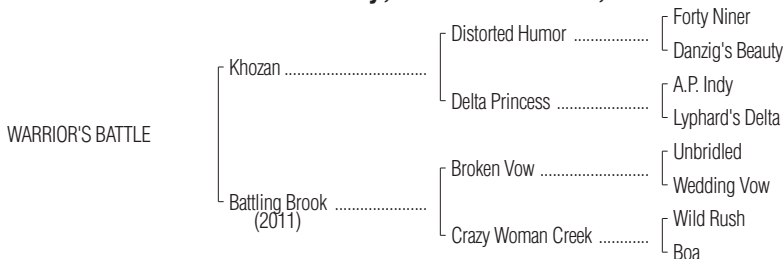 Forty Niner
Distorted Humor ..................
Danzig's Beauty
Khozan ..................................
A.P. Indy
Delta Princess ......................
Lyphard's Delta
WARRIOR'S BATTLE
Unbridled
Broken Vow ..........................
Wedding Vow
Battling Brook ......................
(2011)
Wild Rush
Crazy Woman Creek ............
Boa